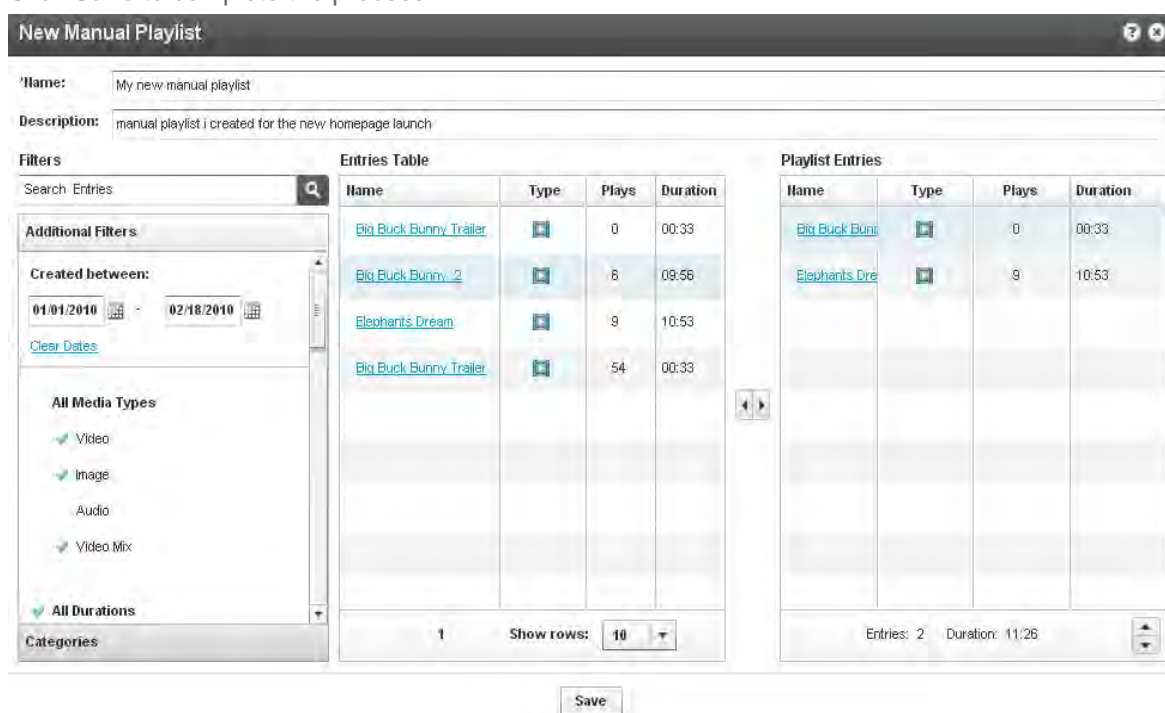 New Manual Playlist
*Name: My new manual playlist
Description: manual playlist i created for the new homepage launch
Filters
Search Entries
Additional Filters
Created between:
01/01/2010 - 02/18/2010
Clear Dates
All Media Types
Video
Image
Audio
Video Mix
All Durations
Categories
Entries Table
Name Type Plays Duration
Big Buck Bunny Trailer 0 00:33
Big Buck Bunny 2 6 09:56
Elephants Dream 9 10:53
Big Buck Bunny Trailer 54 00:33
1 Show rows: 10
Playlist Entries
Name Type Plays Duration
Big Buck Bunn 0 00:33
Elephants Dre 9 10:53
Entries: 2 Duration: 11:26
Save